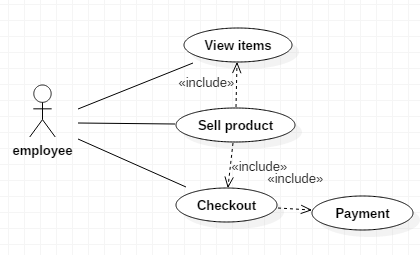 View items
«include»
Sell product
employee
«include»
«include»
Checkout
Payment